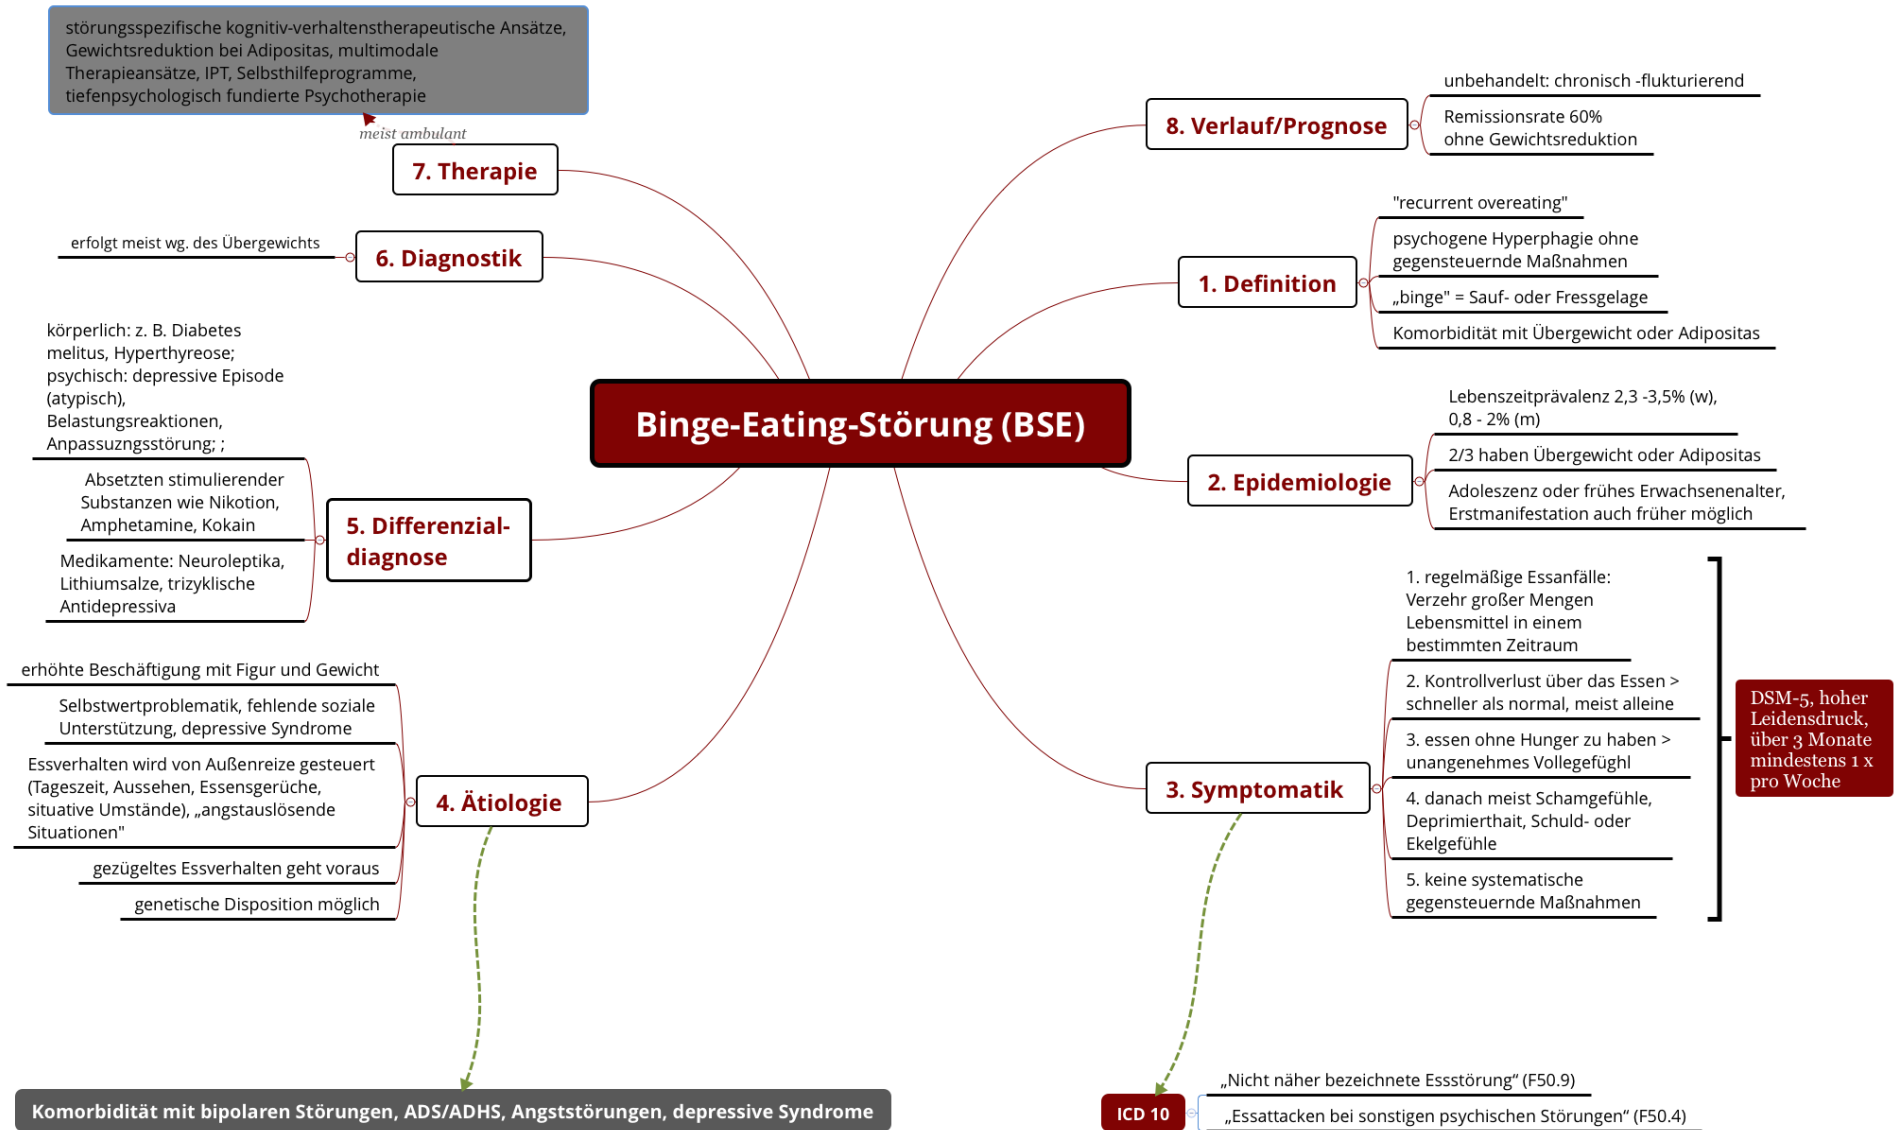 Binge-Eating-Störung (BSE)
1. Definition
"recurrent overeating"
psychogene Hyperphagie ohne
gegensteuernde Maßnahmen
„binge" = Sauf- oder Fressgelage
Komorbidität mit Übergewicht oder Adipositas
2. Epidemiologie
Lebenszeitprävalenz 2,3 -3,5% (w),
0,8 - 2% (m)
2/3 haben Übergewicht oder Adipositas
Adoleszenz oder frühes Erwachsenenalter,
Erstmanifestation auch früher möglich
3. Symptomatik
1. regelmäßige Essanfälle:
Verzehr großer Mengen
Lebensmittel in einem
bestimmten Zeitraum
2. Kontrollverlust über das Essen >
schneller als normal, meist alleine
3. essen ohne Hunger zu haben >
unangenehmes Vollegefüghl
4. danach meist Schamgefühle,
Deprimierthait, Schuld- oder
Ekelgefühle
5. keine systematische
gegensteuernde Maßnahmen
DSM-5, hoher
Leidensdruck,
über 3 Monate
mindestens 1 x
pro Woche
ICD 10
„Nicht näher bezeichnete Essstörung“ (F50.9)
„Essattacken bei sonstigen psychischen Störungen“ (F50.4)
4. Ätiologie
erhöhte Beschäftigung mit Figur und Gewicht
Selbstwertproblematik, fehlende soziale
Unterstützung, depressive Syndrome
Essverhalten wird von Außenreize gesteuert
(Tageszeit, Aussehen, Essensgerüche,
situative Umstände), „angstauslösende
Situationen"
gezügeltes Essverhalten geht voraus
genetische Disposition möglich
Komorbidität mit bipolaren Störungen, ADS/ADHS, Angststörungen, depressive Syndrome
5. Differenzial-
diagnose
körperlich: z. B. Diabetes
melitus, Hyperthyreose;
psychisch: depressive Episode
(atypisch),
Belastungsreaktionen,
Anpassuzngsstörung; ;
Absetzten stimulierender
Substanzen wie Nikotion,
Amphetamine, Kokain
Medikamente: Neuroleptika,
Lithiumsalze, trizyklische
Antidepressiva
6. Diagnostik
erfolgt meist wg. des Übergewichts
7. Therapie
meist ambulant
störungsspezifische kognitiv-verhaltenstherapeutische Ansätze,
Gewichtsreduktion bei Adipositas, multimodale
Therapieansätze, IPT, Selbsthilfeprogramme,
tiefenpsychologisch fundierte Psychotherapie
8. Verlauf/Prognose
unbehandelt: chronisch -flukturierend
Remissionsrate 60%
ohne Gewichtsreduktion